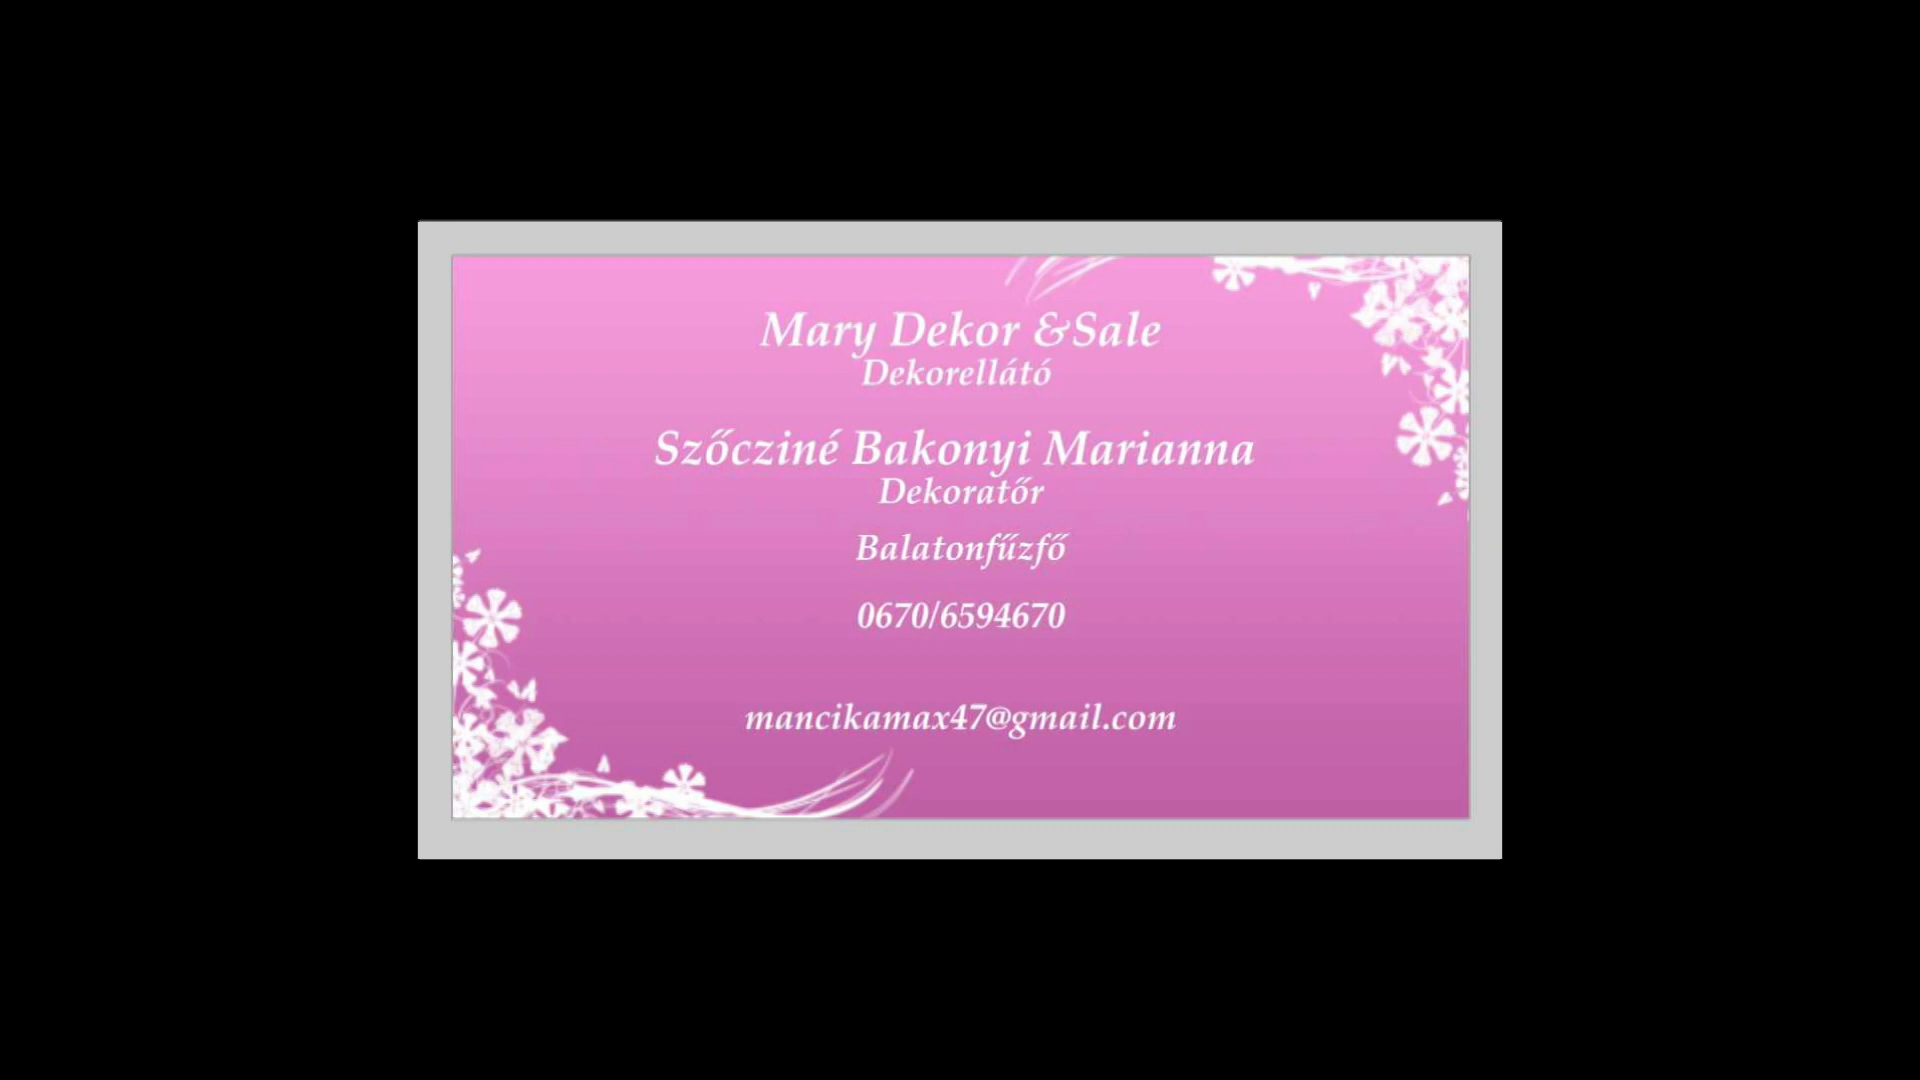 Mary Dekor &Sale
Dekorellátó
Szőcziné Bakonyi Marianna
Dekoratőr
Balatonfűzfő
0670/6594670
mancikamax47@gmail.com